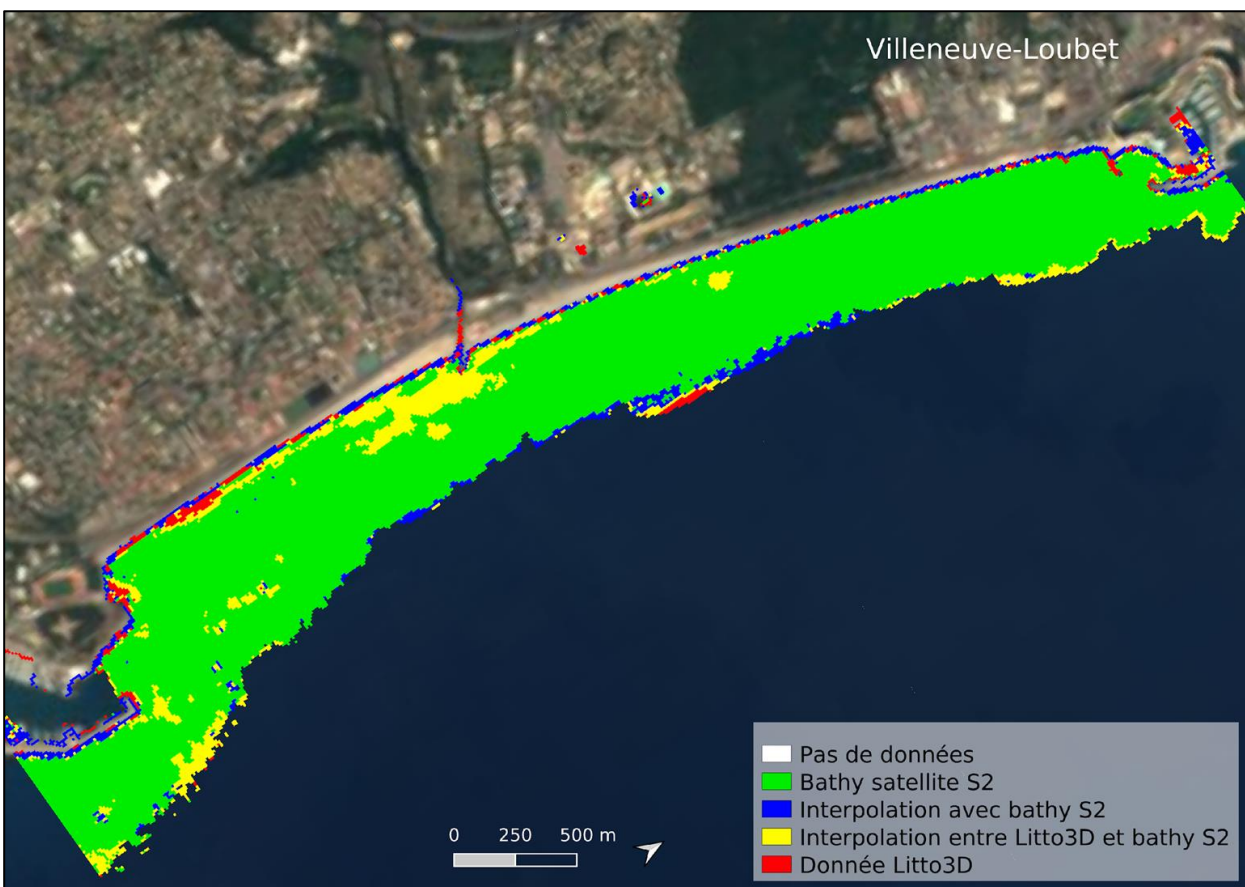 Villeneuve-Loubet
Pas de données
Bathy satellite S2
Interpolation avec bathy S2
Interpolation entre Litto3D et bathy S2
Donnée Litto3D
0 250 500 m